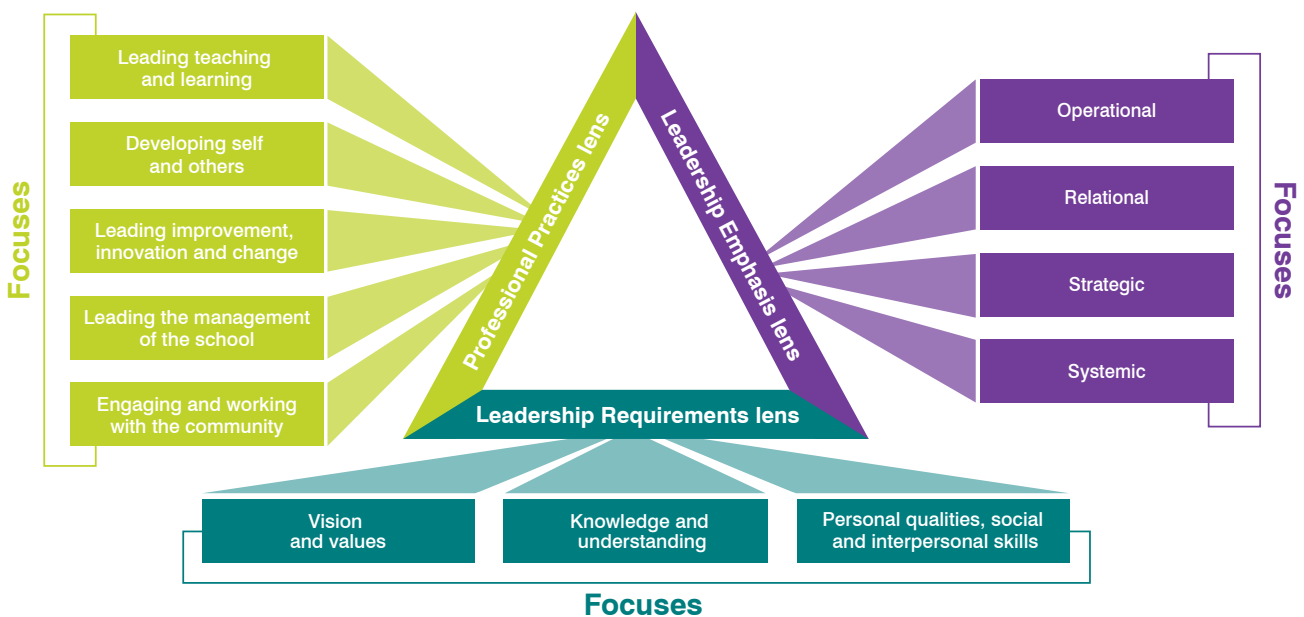 Focuses
Leading teaching
and learning
Developing self
and others
Leading improvement,
innovation and change
Leading the management
of the school
Engaging and working
with the community
Professional Practices lens
Leadership Emphasis lens
Leadership Requirements lens
Operational
Relational
Strategic
Systemic
Focuses
Vision
and values
Knowledge and
understanding
Personal qualities, social
and interpersonal skills
Focuses